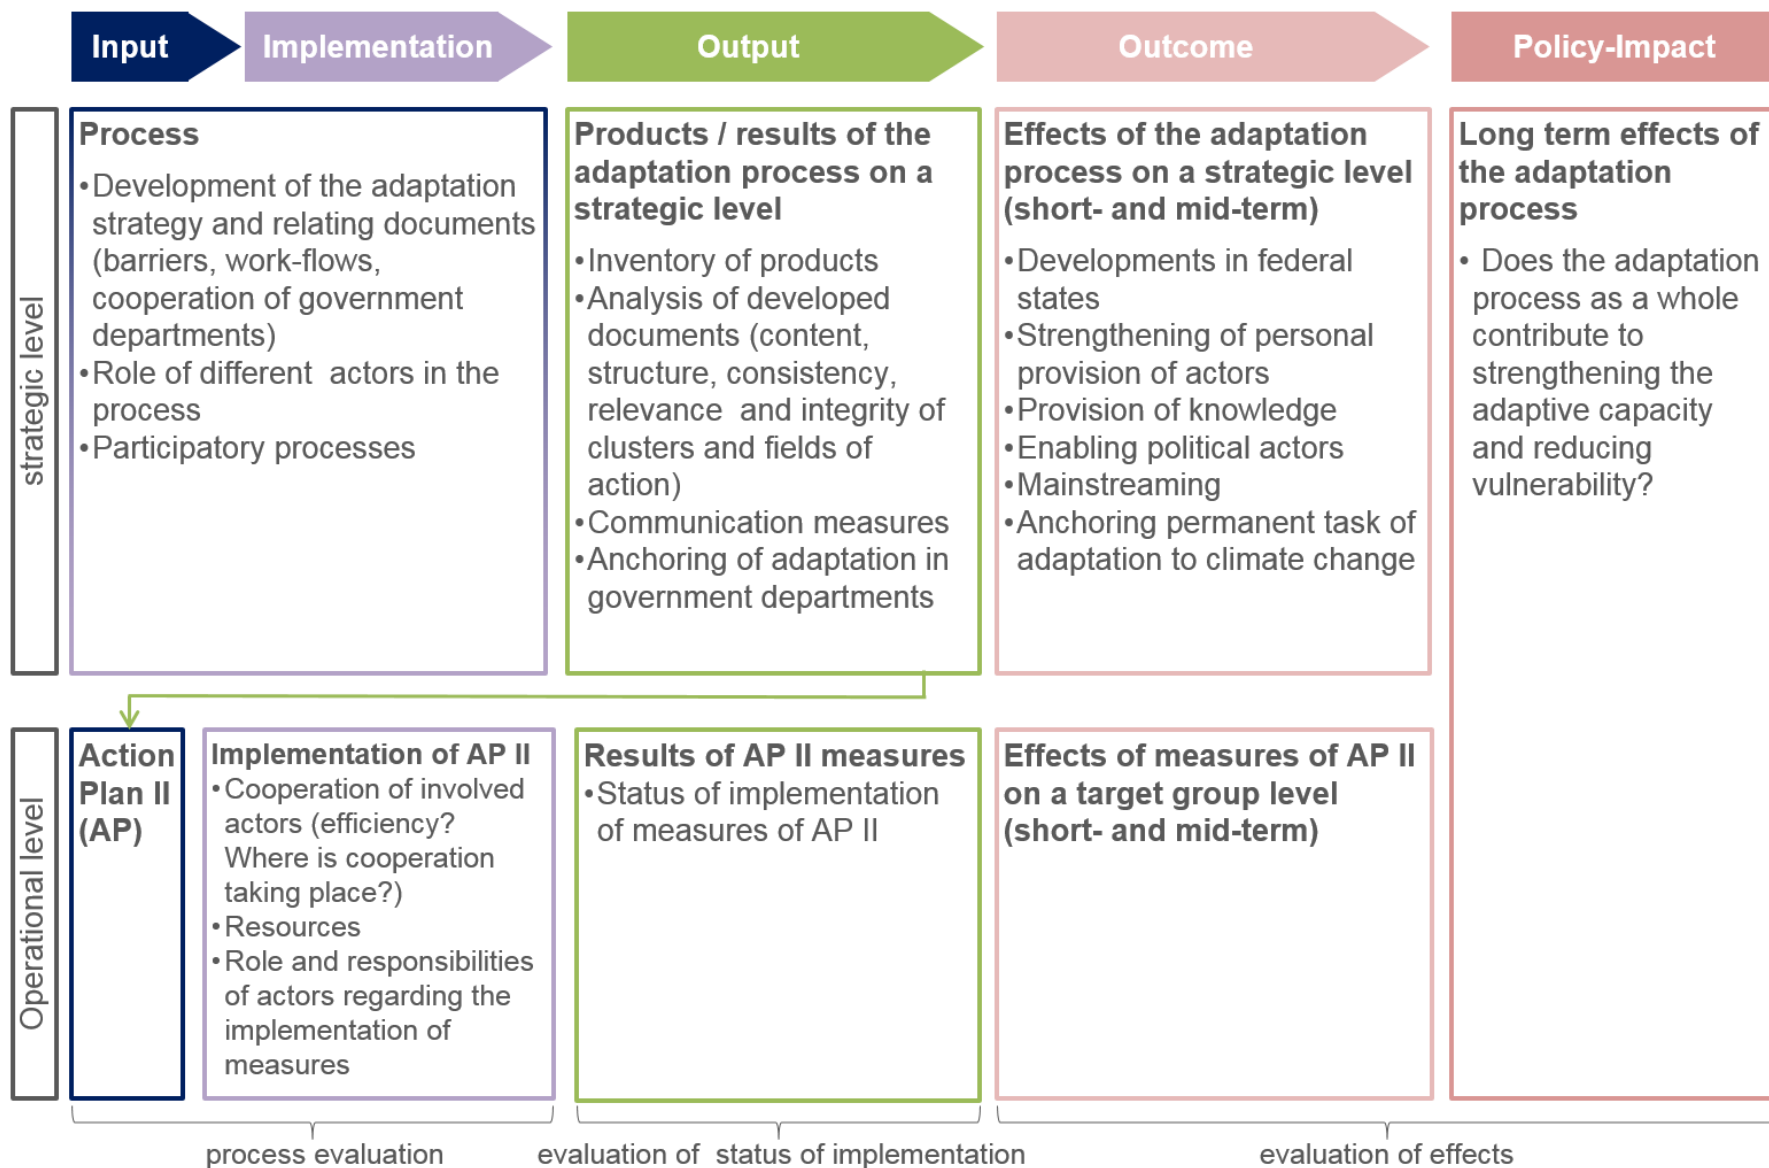 Input
Implementation
Output
Outcome
Policy-Impact
strategic level
Process
•Development of the adaptation
strategy and relating documents
(barriers, work-flows,
cooperation of government
departments)
•Role of different actors in the
process
•Participatory processes
Products / results of the
adaptation process on a
strategic level
•Inventory of products
•Analysis of developed
documents (content,
structure, consistency,
relevance and integrity of
clusters and fields of
action)
•Communication measures
•Anchoring of adaptation in
government departments
Effects of the adaptation
process on a strategic level
(short- and mid-term)
•Developments in federal
states
•Strengthening of personal
provision of actors
•Provision of knowledge
•Enabling political actors
•Mainstreaming
•Anchoring permanent task of
adaptation to climate change
Long term effects of
the adaptation
process
• Does the adaptation
process as a whole
contribute to
strengthening the
adaptive capacity
and reducing
vulnerability?
Operational level
Action
Plan II
(AP)
Implementation of AP II
•Cooperation of involved
actors (efficiency?
Where is cooperation
taking place?)
•Resources
•Role and responsibilities
of actors regarding the
implementation of
measures
Results of AP II measures
•Status of implementation
of measures of AP II
Effects of measures of AP II
on a target group level
(short- and mid-term)
process evaluation
evaluation of status of implementation
evaluation of effects